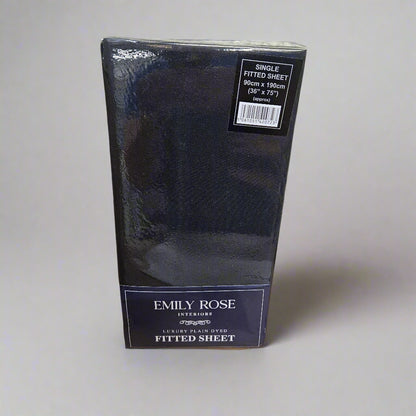 SINGLE
FITTED SHEET
90cm x 190cm
(36" x 75")
(approx)
EMILY ROSE
INTERIORS
LUXURY PLAIN DYED
FITTED SHEET